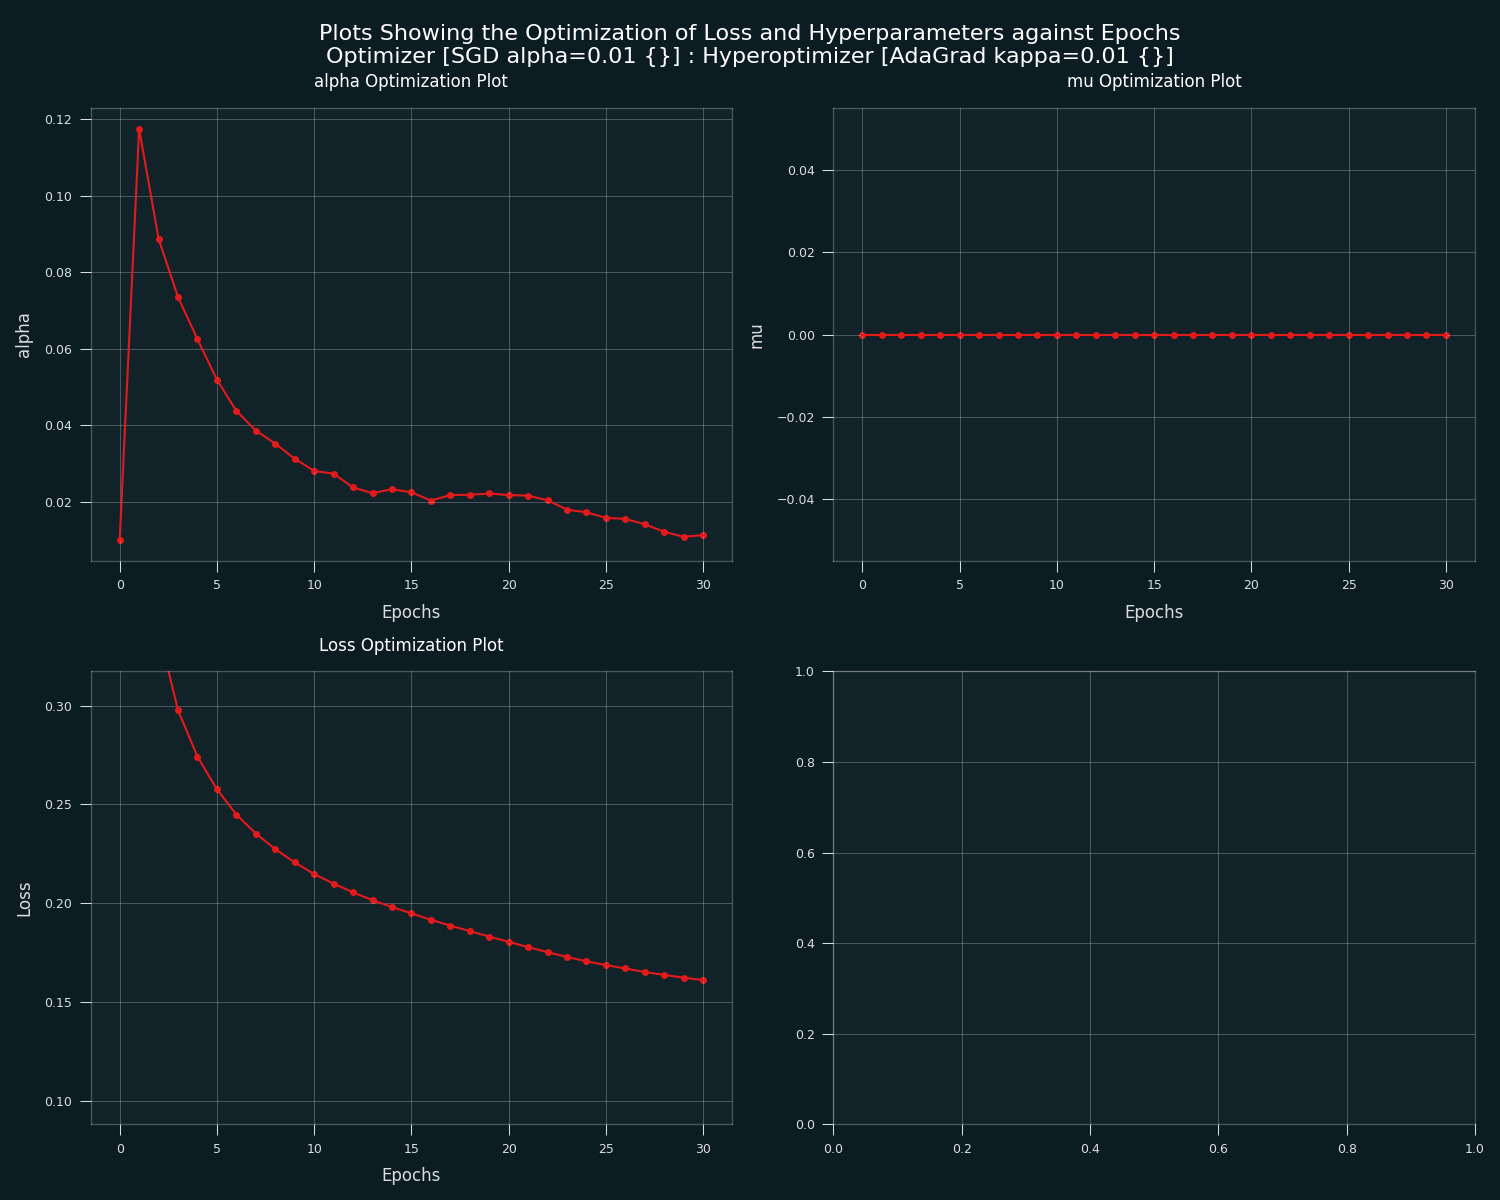 Plots Showing the Optimization of Loss and Hyperparameters against Epochs
Optimizer [SGD alpha=0.01 {}] : Hyperoptimizer [AdaGrad kappa=0.01 {}]
alpha Optimization Plot
0.12
0.10
0.08
0.06
0.04
0.02
alpha
0 5 10 15 20 25 30
Epochs
mu Optimization Plot
0.04
0.02
0.00
−0.02
−0.04
mu
0 5 10 15 20 25 30
Epochs
Loss Optimization Plot
0.30
0.25
0.20
0.15
0.10
Loss
0 5 10 15 20 25 30
Epochs
1.0
0.8
0.6
0.4
0.2
0.0
0.0 0.2 0.4 0.6 0.8 1.0